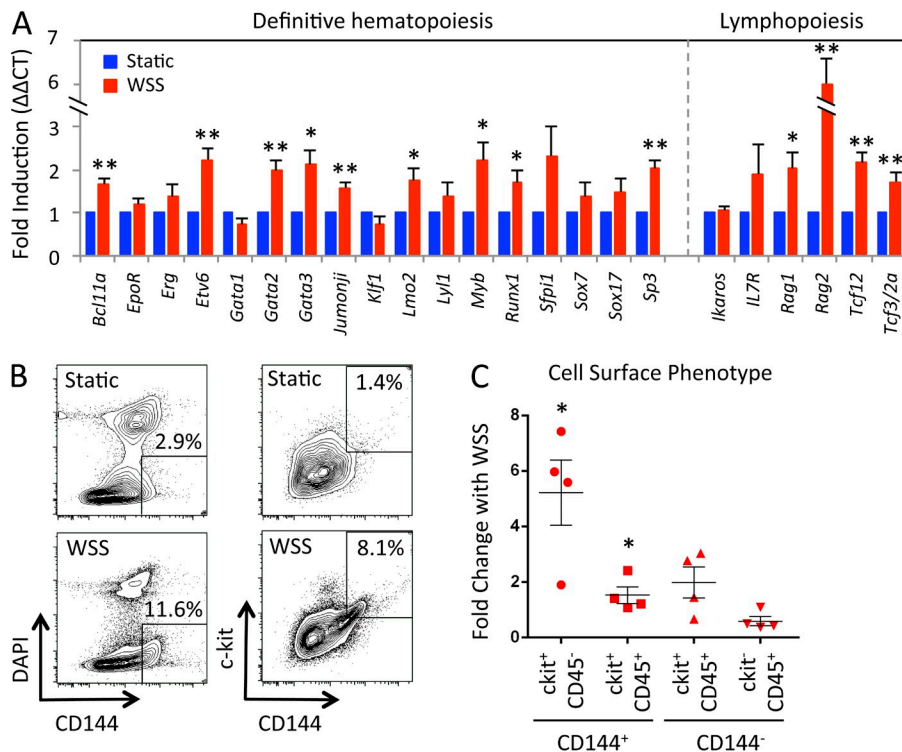 A
Definitive hematopoiesis
Lymphopoiesis
Fold Induction (ΔΔCT)
7
6
3
2
1
0
Static
WSS
** ** ** * ** * * * ** * ** ** **
Bcl11a EpoR Erg Etv6 Gata1 Gata2 Gata3 Jumonji Klf1 Lmo2 Lyl1 Myb Runx1 Sfpi1 Sox7 Sox17 Sp3 Ikaros IL7R Rag1 Rag2 Tcf12 Tcf3/2a
B
Static
2.9%
Static
1.4%
WSS
11.6%
WSS
8.1%
DAPI
CD144
c-kit
CD144
C
Cell Surface Phenotype
Fold Change with WSS
8
6
4
2
0
* *
ckit+ CD45-
ckit+ CD45+
ckit+ CD45+
ckit- CD45+
CD144+
CD144-